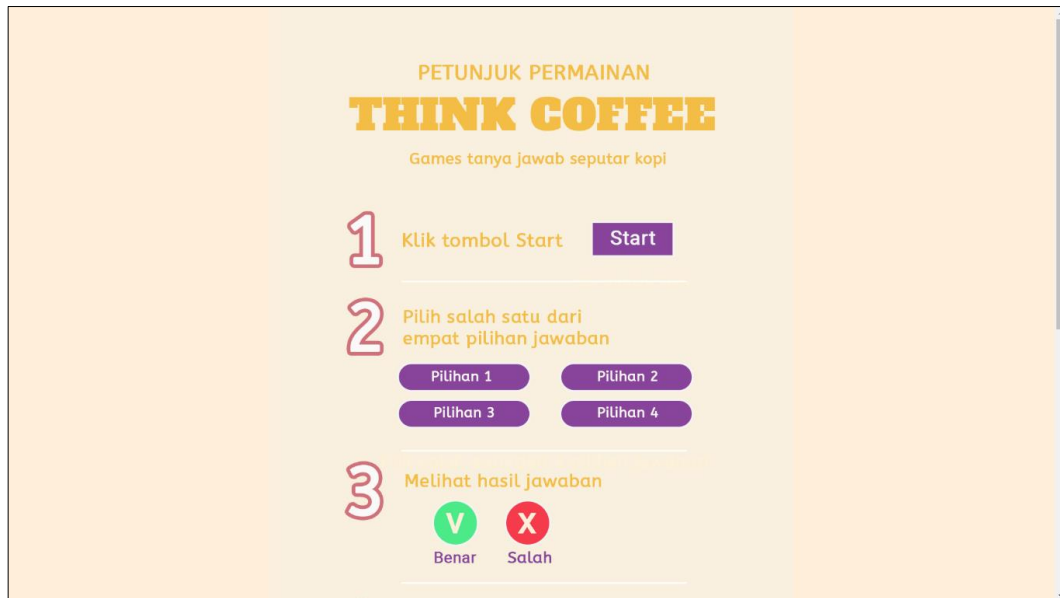 PETUNJUK PERMAINAN
THINK COFFEE
Games tanya jawab seputar kopi
1
Klik tombol Start
Start
2
Pilih salah satu dari
empat pilihan jawaban
Pilihan 1
Pilihan 2
Pilihan 3
Pilihan 4
3
Melihat hasil jawaban
V
X
Benar
Salah